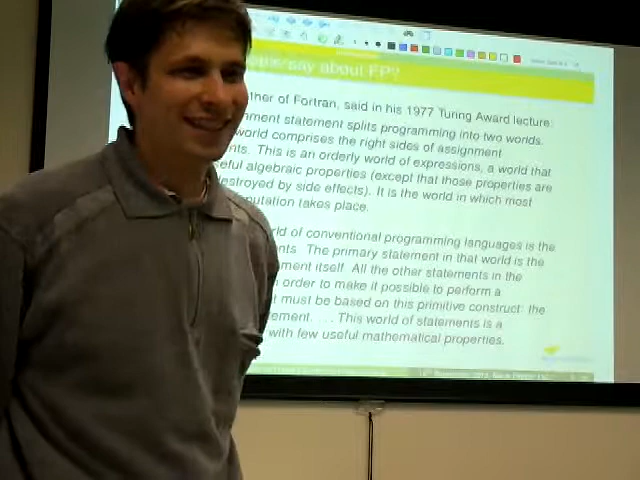 say about FP?
ther of Fortran, said in his 1977 Turing Award lecture:
nment statement splits programming into two worlds.
world comprises the right sides of assignment
nts. This is an orderly world of expressions, a world that
eful algebraic properties (except that those properties are
estroyed by side effects). It is the world in which most
putation takes place.
rld of conventional programming languages is the
nts. The primary statement in that world is the
ment itself. All the other statements in the
n order to make it possible to perform a
t must be based on this primitive construct: the
ement. ... This world of statements is a
with few useful mathematical properties.